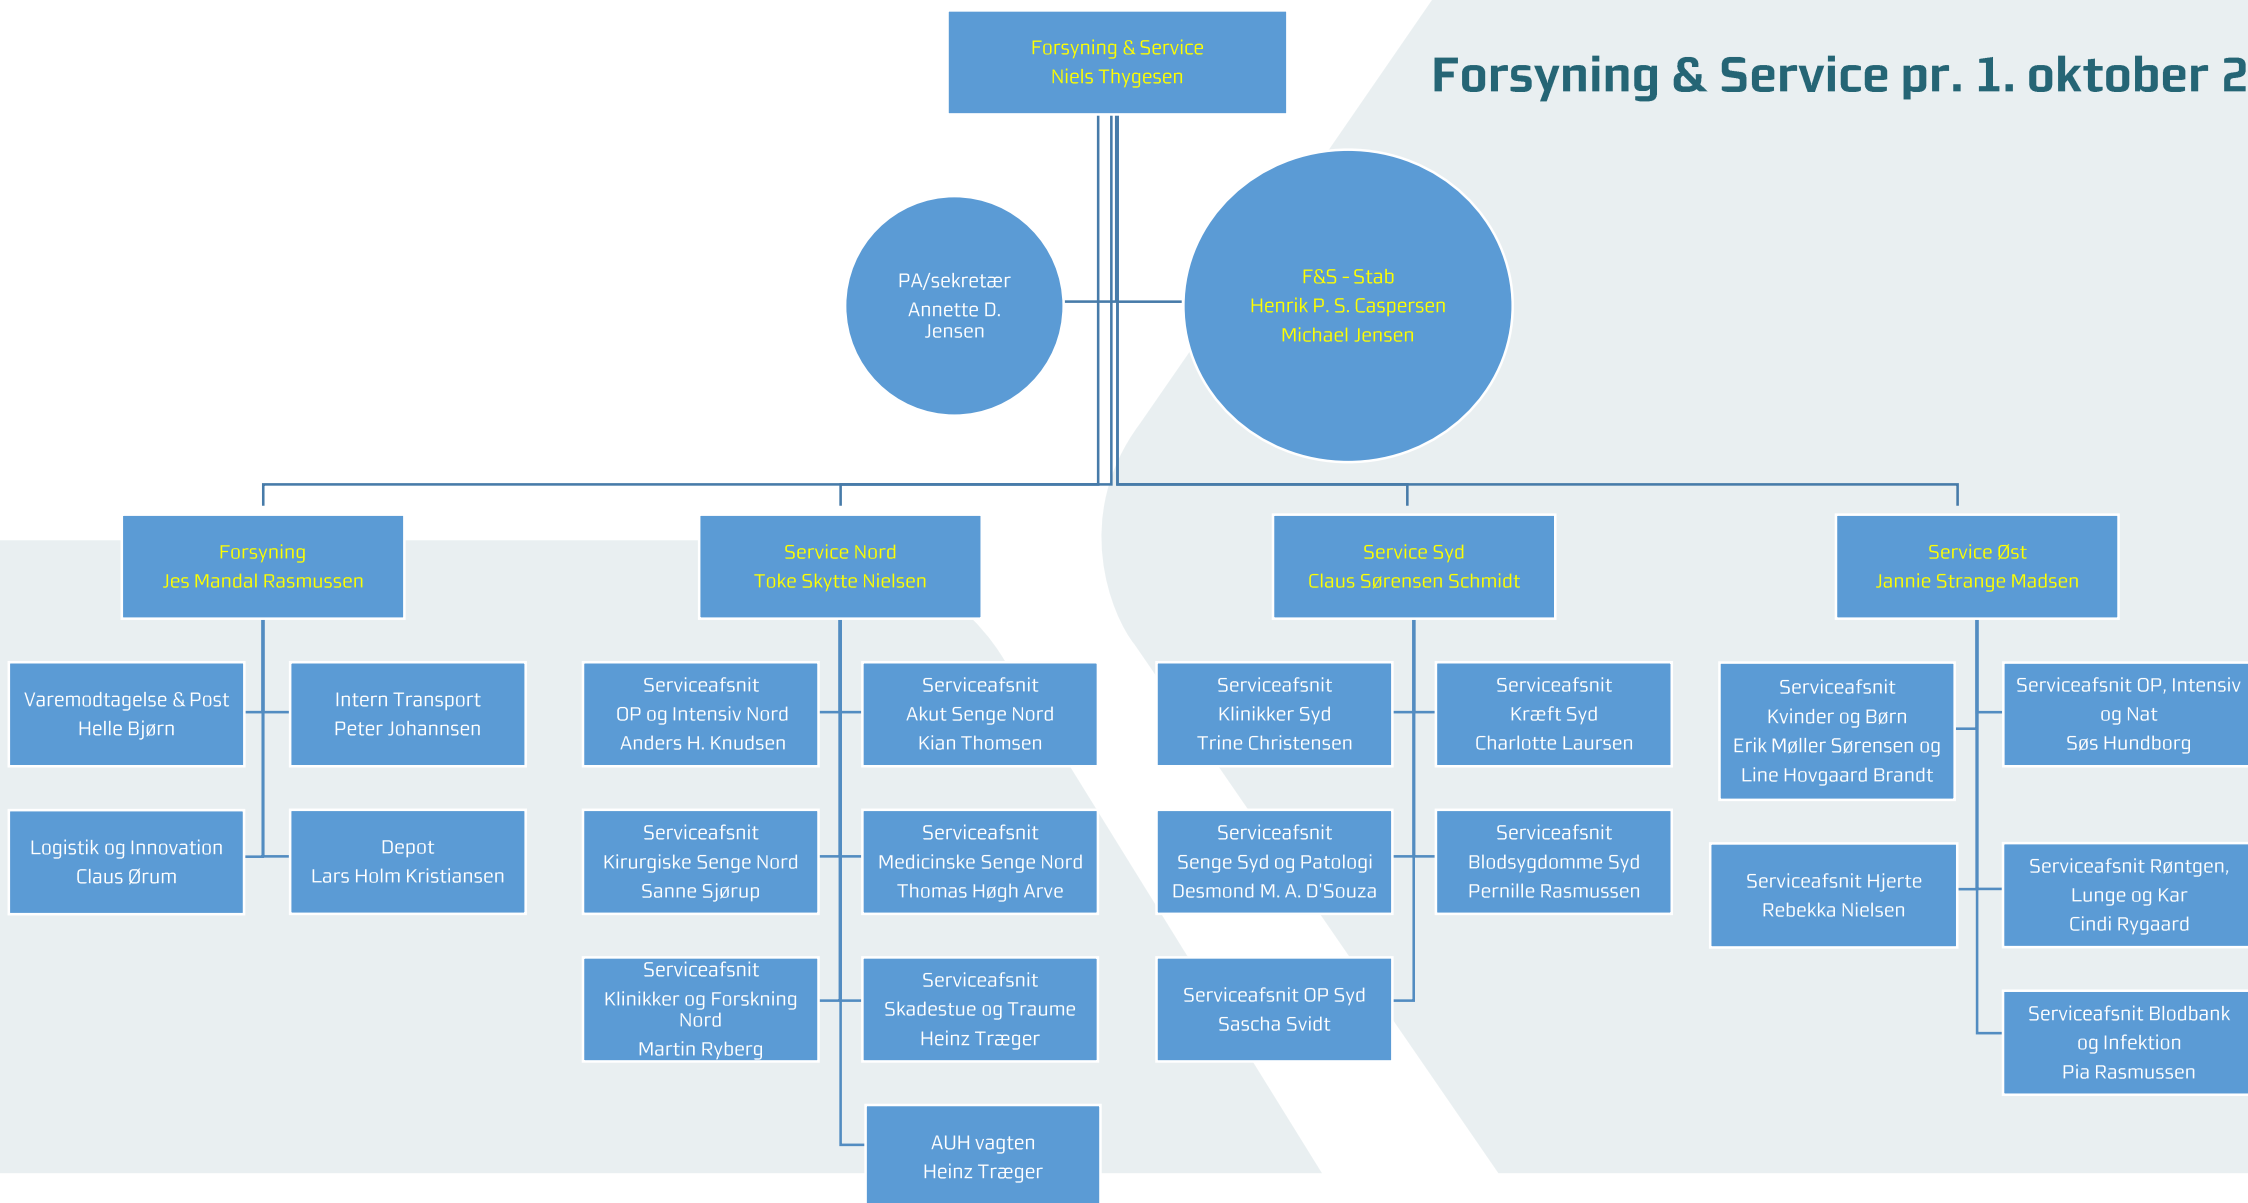 Forsyning & Service
Niels Thygesen
Forsyning & Service pr. 1. oktober 2
PA/sekretær
Annette D.
Jensen
F&S - Stab
Henrik P. S. Caspersen
Michael Jensen
Forsyning
Jes Mandal Rasmussen
Service Nord
Toke Skytte Nielsen
Service Syd
Claus Sørensen Schmidt
Service Øst
Jannie Strange Madsen
Varemodtagelse & Post
Helle Bjørn
Intern Transport
Peter Johannsen
Logistik og Innovation
Claus Ørum
Depot
Lars Holm Kristiansen
Serviceafsnit
OP og Intensiv Nord
Anders H. Knudsen
Serviceafsnit
Akut Senge Nord
Kian Thomsen
Serviceafsnit
Kirurgiske Senge Nord
Sanne Sjørup
Serviceafsnit
Medicinske Senge Nord
Thomas Høgh Arve
Serviceafsnit
Klinikker og Forskning
Nord
Martin Ryberg
Serviceafsnit
Skadestue og Traume
Heinz Træger
AUH vagten
Heinz Træger
Serviceafsnit
Klinikker Syd
Trine Christensen
Serviceafsnit
Kræft Syd
Charlotte Laursen
Serviceafsnit
Senge Syd og Patologi
Desmond M. A. D'Souza
Serviceafsnit
Blodsygdomme Syd
Pernille Rasmussen
Serviceafsnit OP Syd
Sascha Svidt
Serviceafsnit
Kvinder og Børn
Erik Møller Sørensen og
Line Hovgaard Brandt
Serviceafsnit OP, Intensiv
og Nat
Søs Hundborg
Serviceafsnit Hjerte
Rebekka Nielsen
Serviceafsnit Røntgen,
Lunge og Kar
Cindi Rygaard
Serviceafsnit Blodbank
og Infektion
Pia Rasmussen